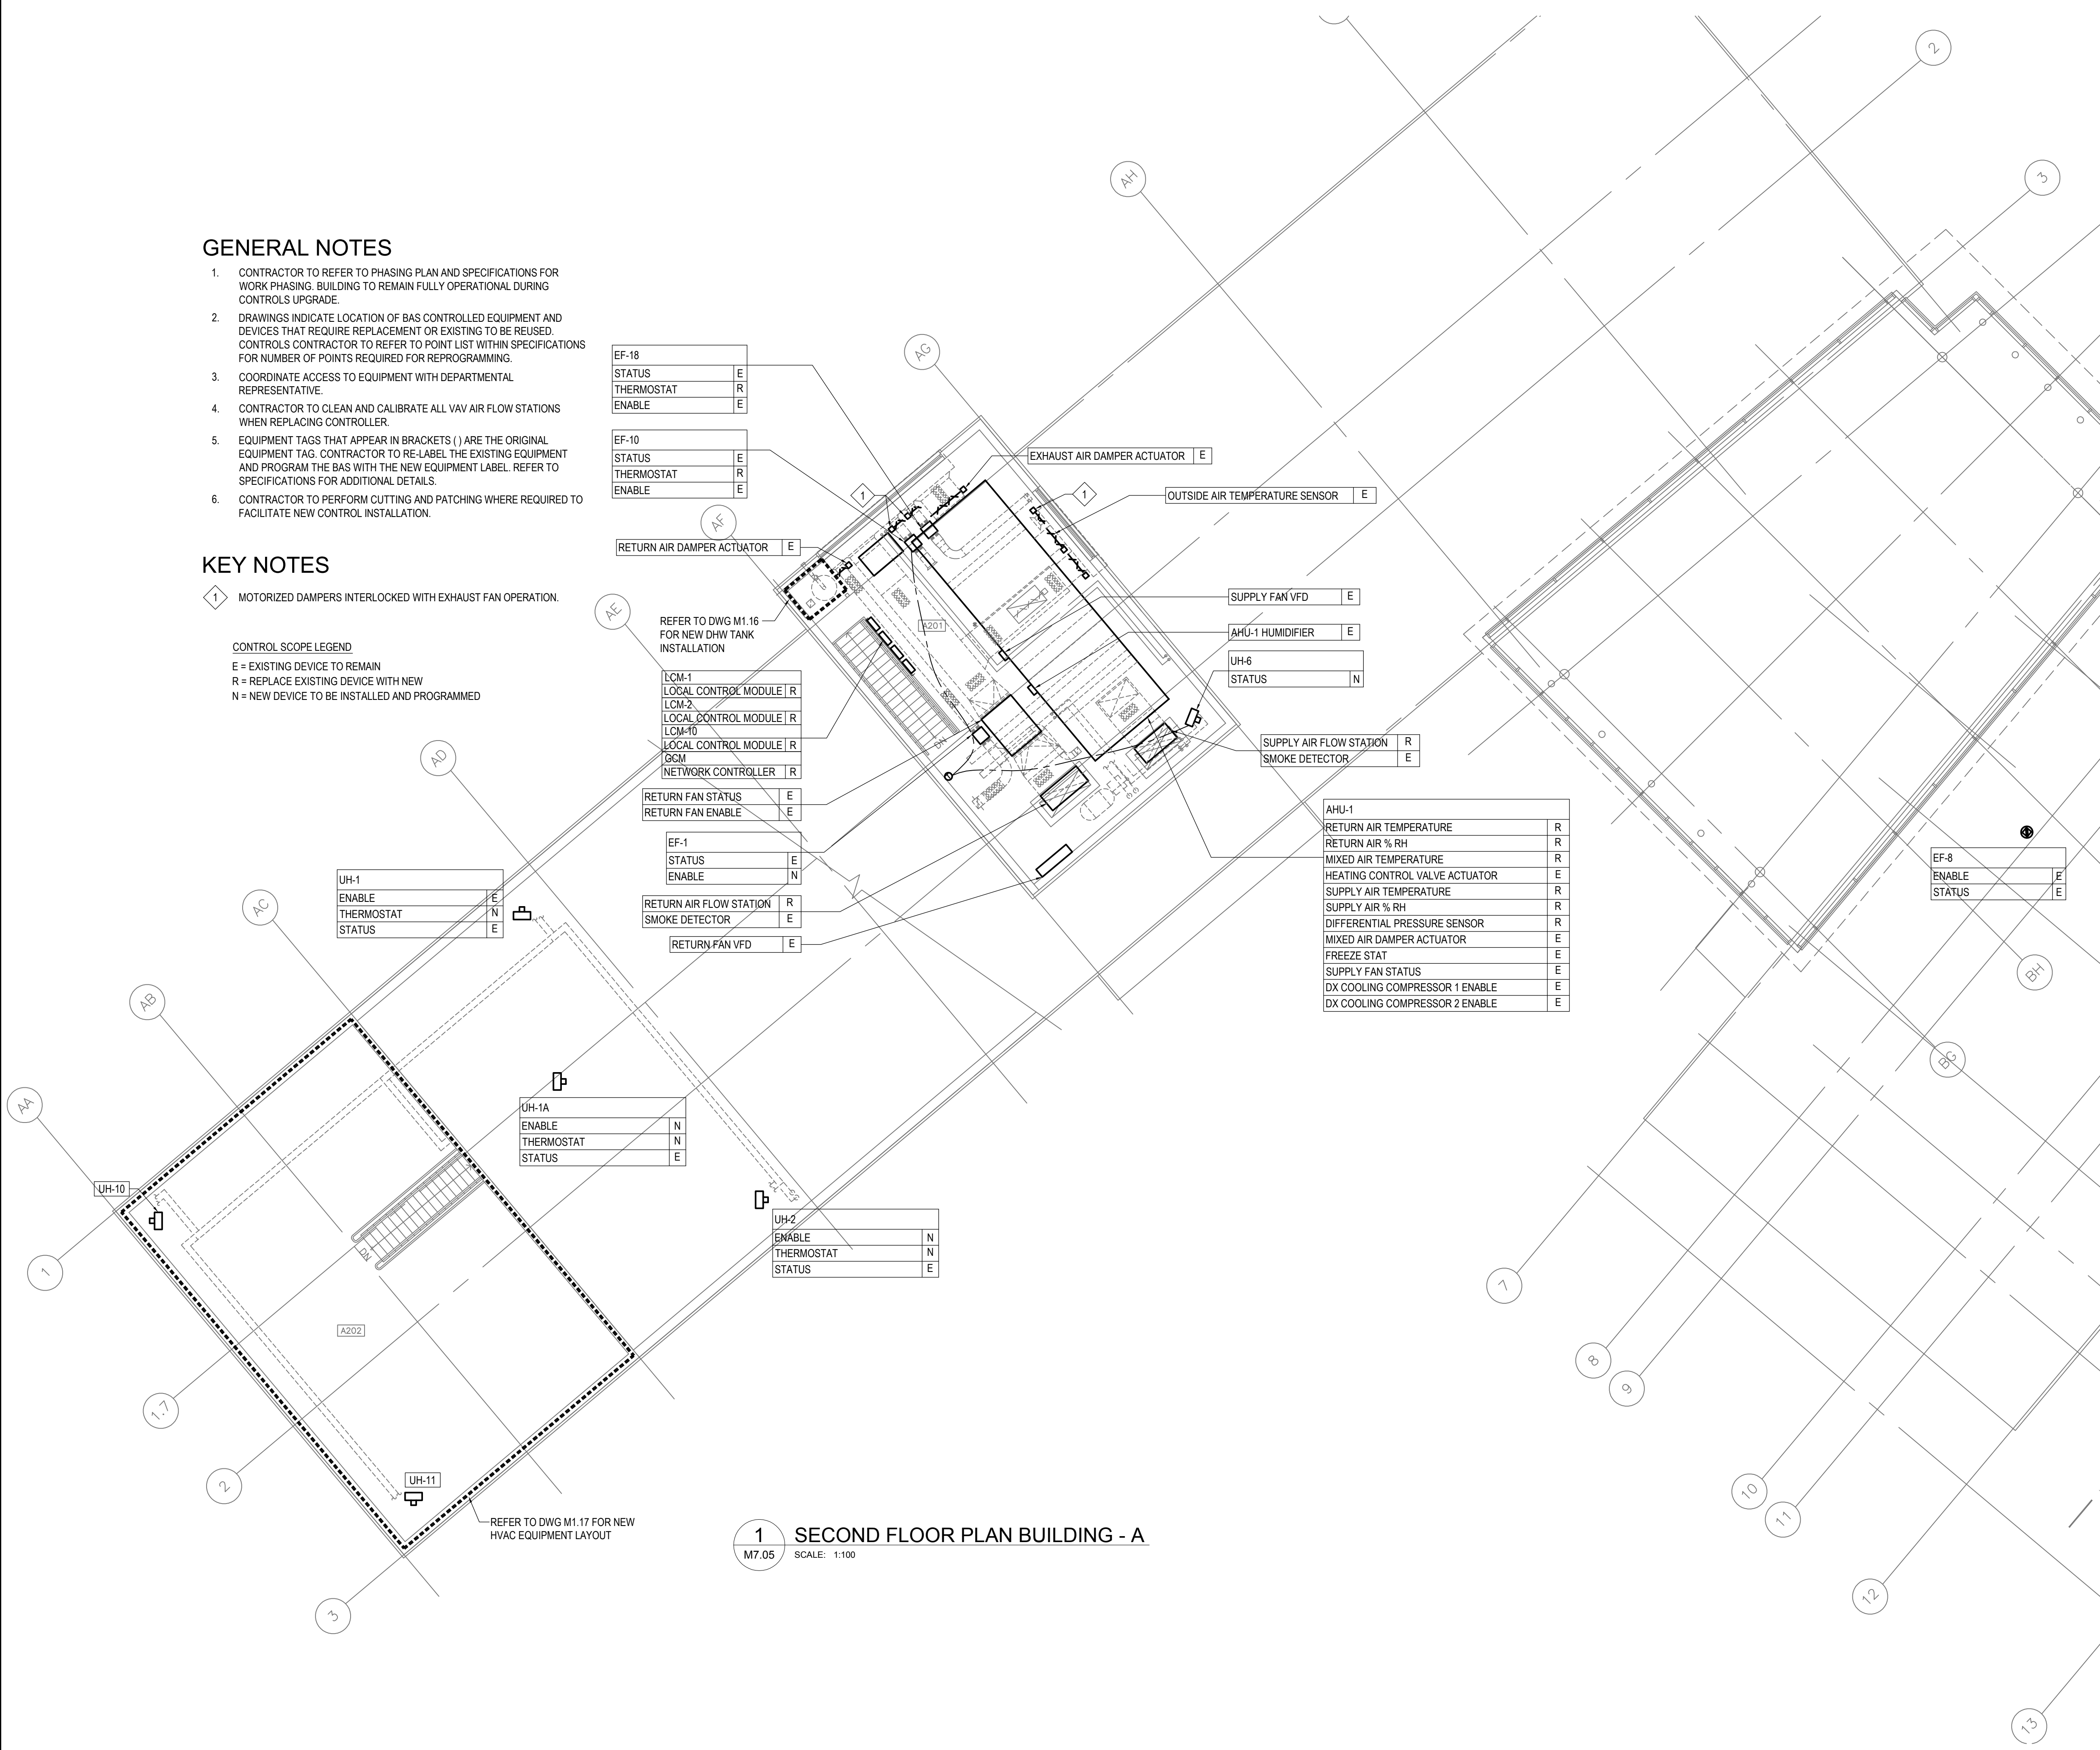 GENERAL NOTES
1. CONTRACTOR TO REFER TO PHASING PLAN AND SPECIFICATIONS FOR
WORK PHASING. BUILDING TO REMAIN FULLY OPERATIONAL DURING
CONTROLS UPGRADE.
2. DRAWINGS INDICATE LOCATION OF BAS CONTROLLED EQUIPMENT AND
DEVICES THAT REQUIRE REPLACEMENT OR EXISTING TO BE REUSED.
CONTROLS CONTRACTOR TO REFER TO POINT LIST WITHIN SPECIFICATIONS
FOR NUMBER OF POINTS REQUIRED FOR REPROGRAMMING.
3. COORDINATE ACCESS TO EQUIPMENT WITH DEPARTMENTAL
REPRESENTATIVE.
4. CONTRACTOR TO CLEAN AND CALIBRATE ALL VAV AIR FLOW STATIONS
WHEN REPLACING CONTROLLER.
5. EQUIPMENT TAGS THAT APPEAR IN BRACKETS ( ) ARE THE ORIGINAL
EQUIPMENT TAG. CONTRACTOR TO RE-LABEL THE EXISTING EQUIPMENT
AND PROGRAM THE BAS WITH THE NEW EQUIPMENT LABEL. REFER TO
SPECIFICATIONS FOR ADDITIONAL DETAILS.
6. CONTRACTOR TO PERFORM CUTTING AND PATCHING WHERE REQUIRED TO
FACILITATE NEW CONTROL INSTALLATION.
KEY NOTES
1 MOTORIZED DAMPERS INTERLOCKED WITH EXHAUST FAN OPERATION.
CONTROL SCOPE LEGEND
E = EXISTING DEVICE TO REMAIN
R = REPLACE EXISTING DEVICE WITH NEW
N = NEW DEVICE TO BE INSTALLED AND PROGRAMMED
EF-18
STATUS E
THERMOSTAT R
ENABLE E
EF-10
STATUS E
THERMOSTAT R
ENABLE E
RETURN AIR DAMPER ACTUATOR E
REFER TO DWG M1.16
FOR NEW DHW TANK
INSTALLATION
LCM-1
LOCAL CONTROL MODULE R
LCM-2
LOCAL CONTROL MODULE R
LCM-10
LOCAL CONTROL MODULE R
GCM
NETWORK CONTROLLER R
RETURN FAN STATUS E
RETURN FAN ENABLE E
EF-1
STATUS E
ENABLE N
RETURN AIR FLOW STATION R
SMOKE DETECTOR E
RETURN FAN VFD E
EXHAUST AIR DAMPER ACTUATOR E
1
1
OUTSIDE AIR TEMPERATURE SENSOR E
SUPPLY FAN VFD E
AHU-1 HUMIDIFIER E
UH-6
STATUS N
SUPPLY AIR FLOW STATION R
SMOKE DETECTOR E
A201
DN
AHU-1
RETURN AIR TEMPERATURE R
RETURN AIR % RH R
MIXED AIR TEMPERATURE R
HEATING CONTROL VALVE ACTUATOR E
SUPPLY AIR TEMPERATURE R
SUPPLY AIR % RH R
DIFFERENTIAL PRESSURE SENSOR R
MIXED AIR DAMPER ACTUATOR E
FREEZE STAT E
SUPPLY FAN STATUS E
DX COOLING COMPRESSOR 1 ENABLE E
DX COOLING COMPRESSOR 2 ENABLE E
EF-8
ENABLE E
STATUS E
UH-1
ENABLE E
THERMOSTAT N
STATUS E
UH-1A
ENABLE N
THERMOSTAT N
STATUS E
UH-2
ENABLE N
THERMOSTAT N
STATUS E
UH-10
DN
A202
UH-11
REFER TO DWG M1.17 FOR NEW
HVAC EQUIPMENT LAYOUT
AA
AB
AC
AD
AE
AF
AG
AH
1
1.7
2
3
2
3
BH
BG
7
8
9
10
11
12
13
1
M7.05
SECOND FLOOR PLAN BUILDING - A
SCALE: 1:100